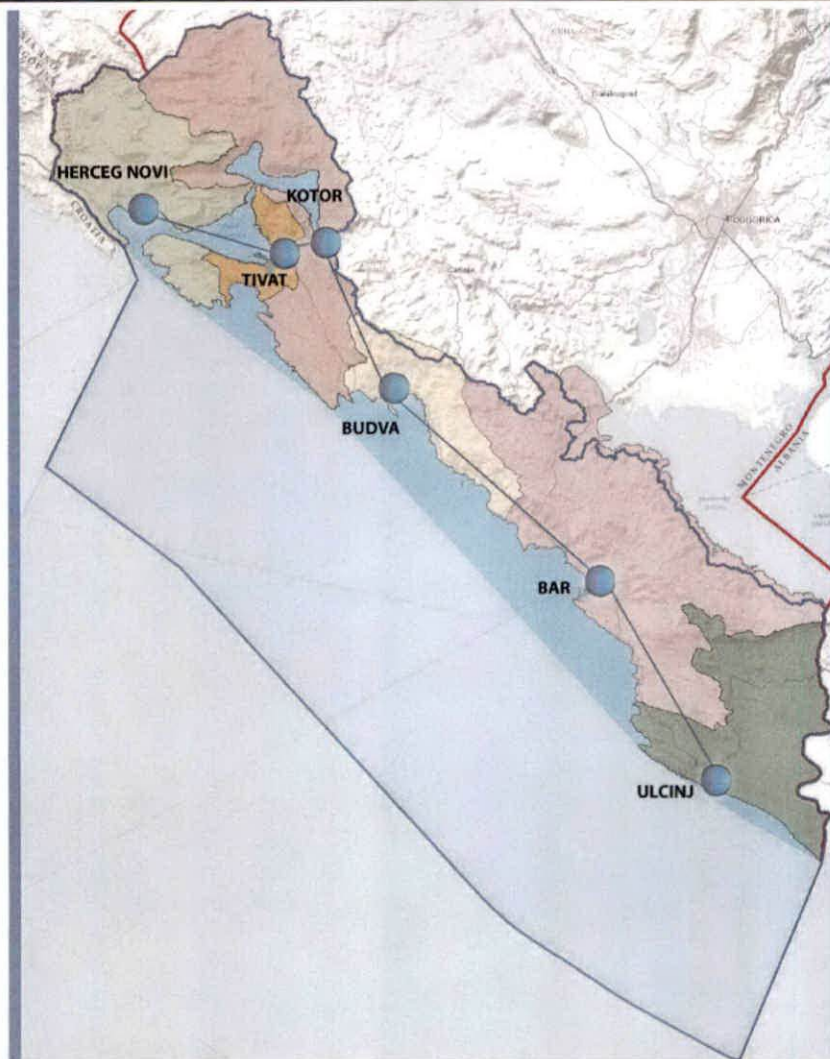 HERCEG NOVI
KOTOR
CROATIA
TIVAT
PODGORICA
BUDVA
MONTENEGRO
ALBANIA
BAR
ULCINJ